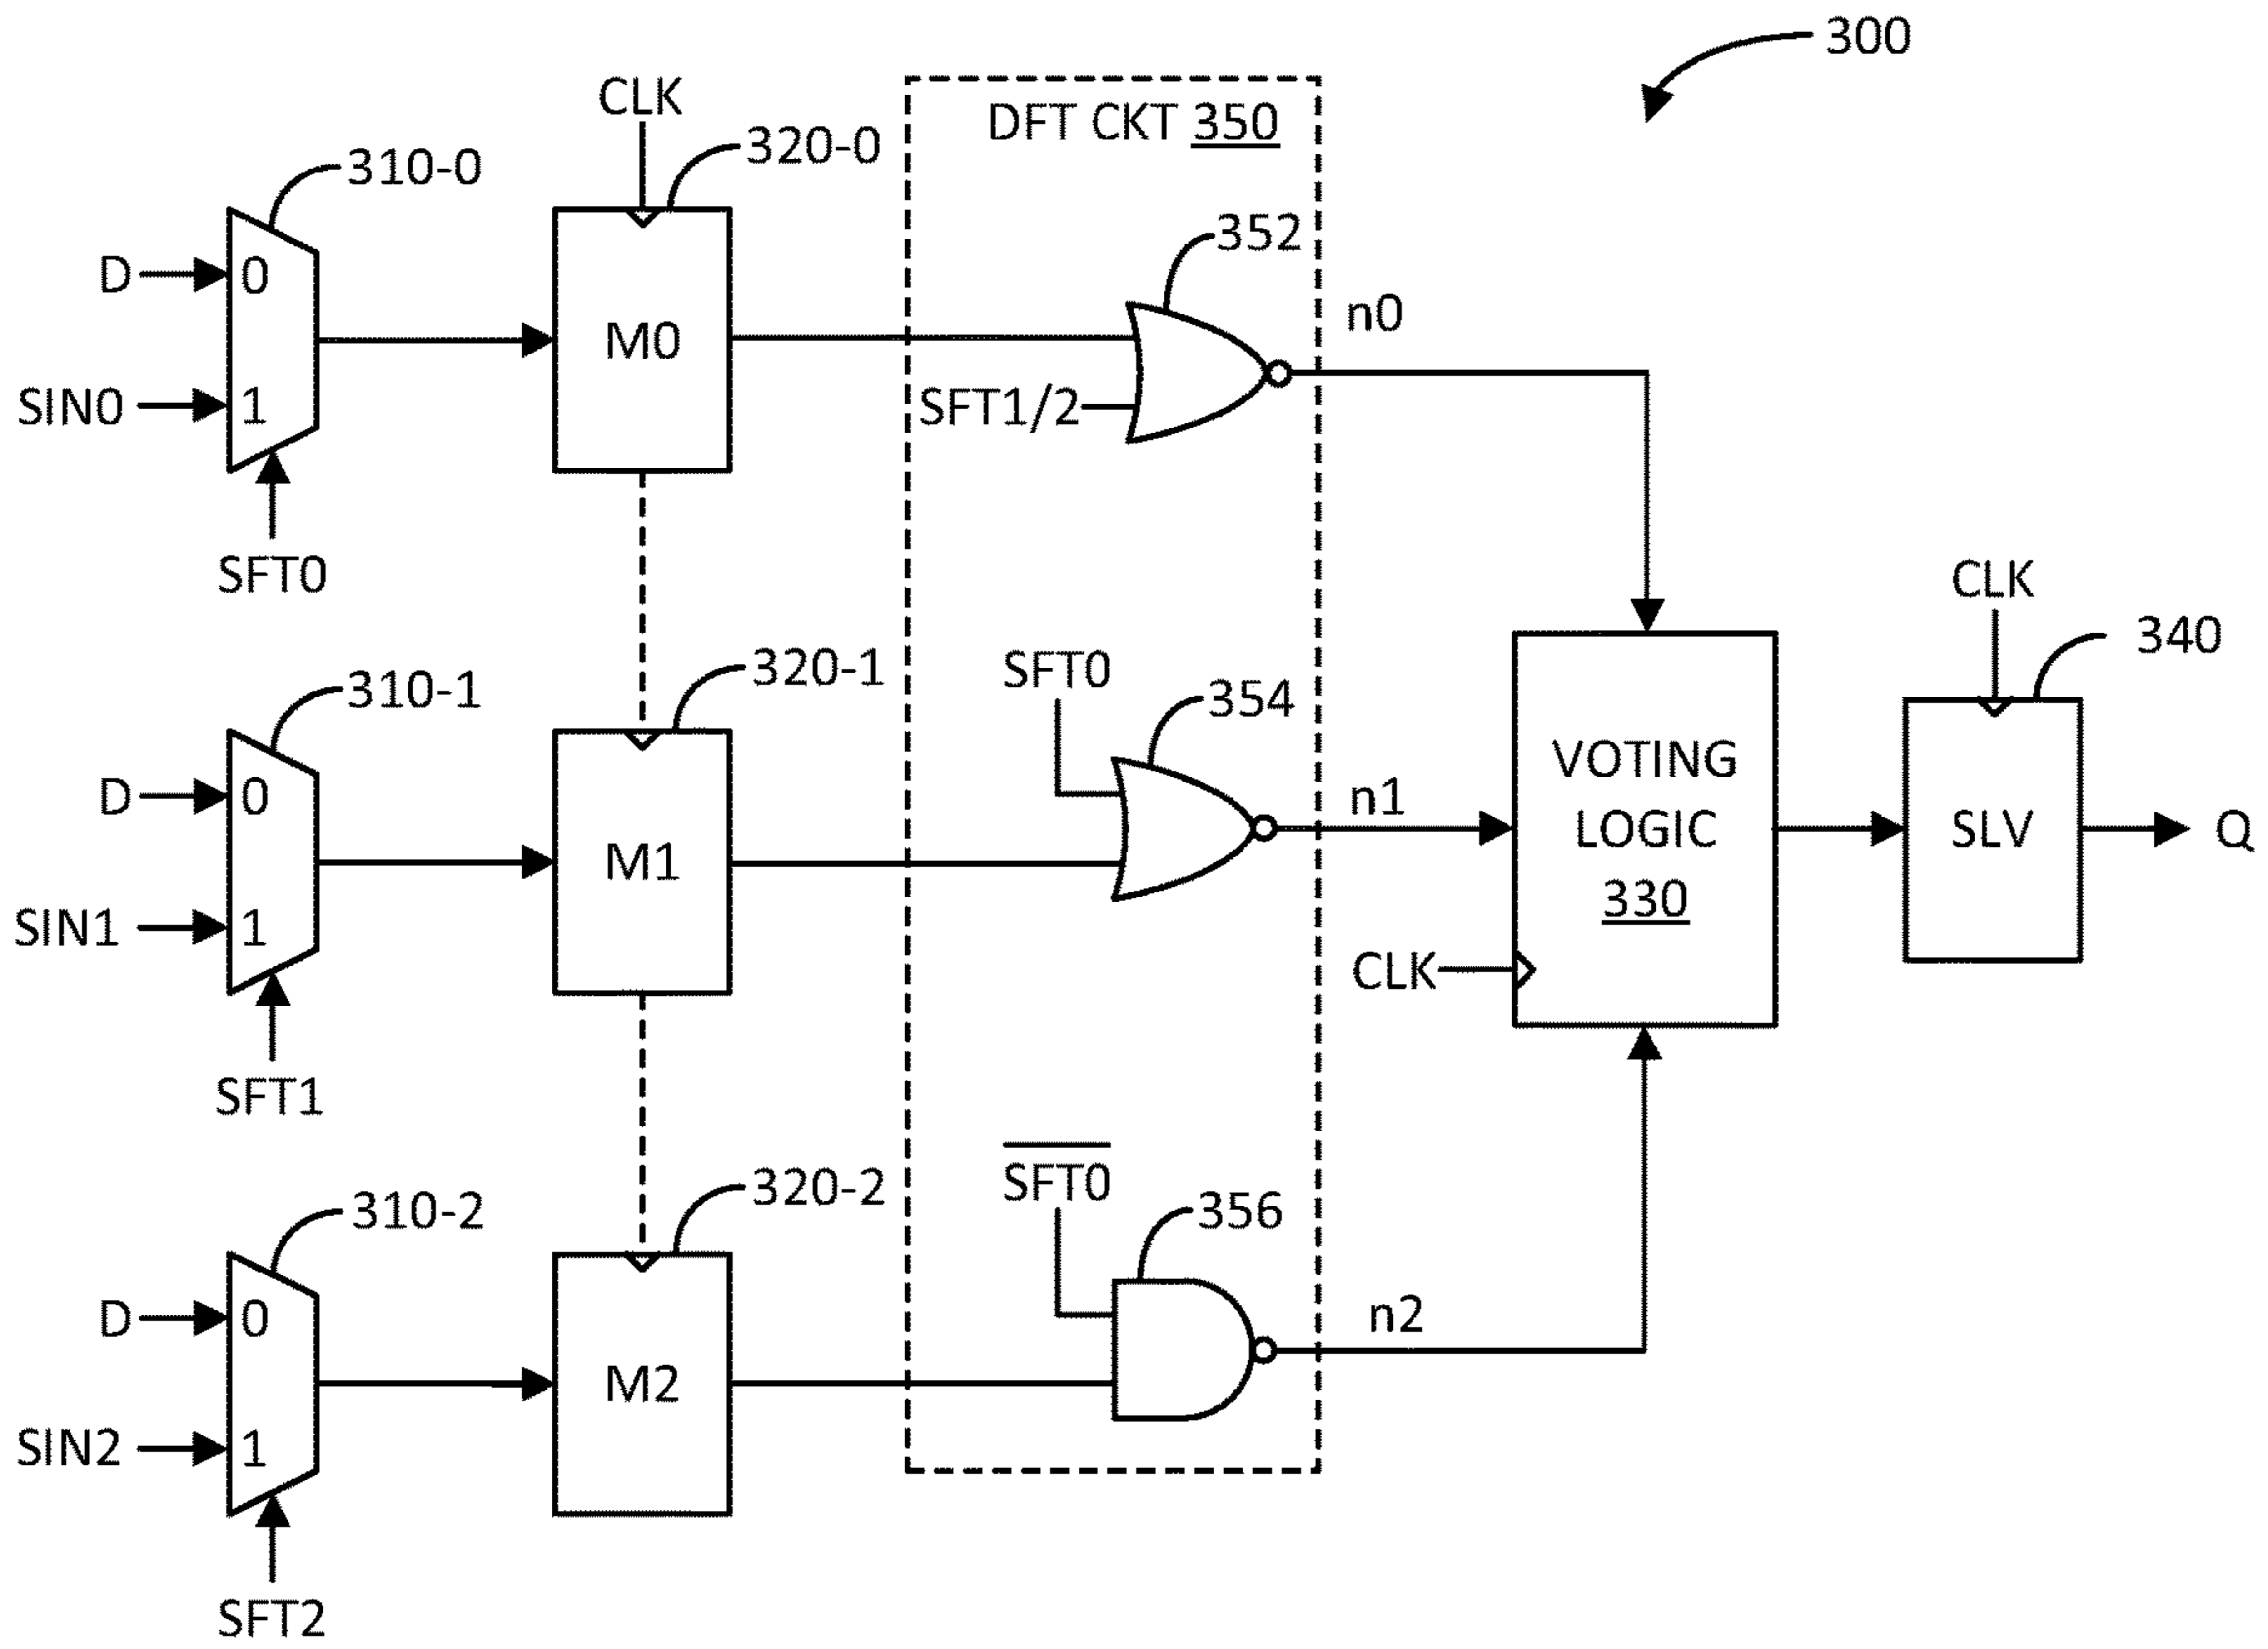 300
CLK
DFT CKT 350
320-0
310-0
352
D
0
M0
n0
SIN0
1
SFT1/2
SFT0
CLK
340
SFT0
354
320-1
310-1
D
0
M1
n1
VOTING
LOGIC
330
SLV
Q
SIN1
1
CLK
SFT1
320-2
310-2
S̅F̅T̅0̅
356
D
0
M2
n2
SIN2
1
SFT2